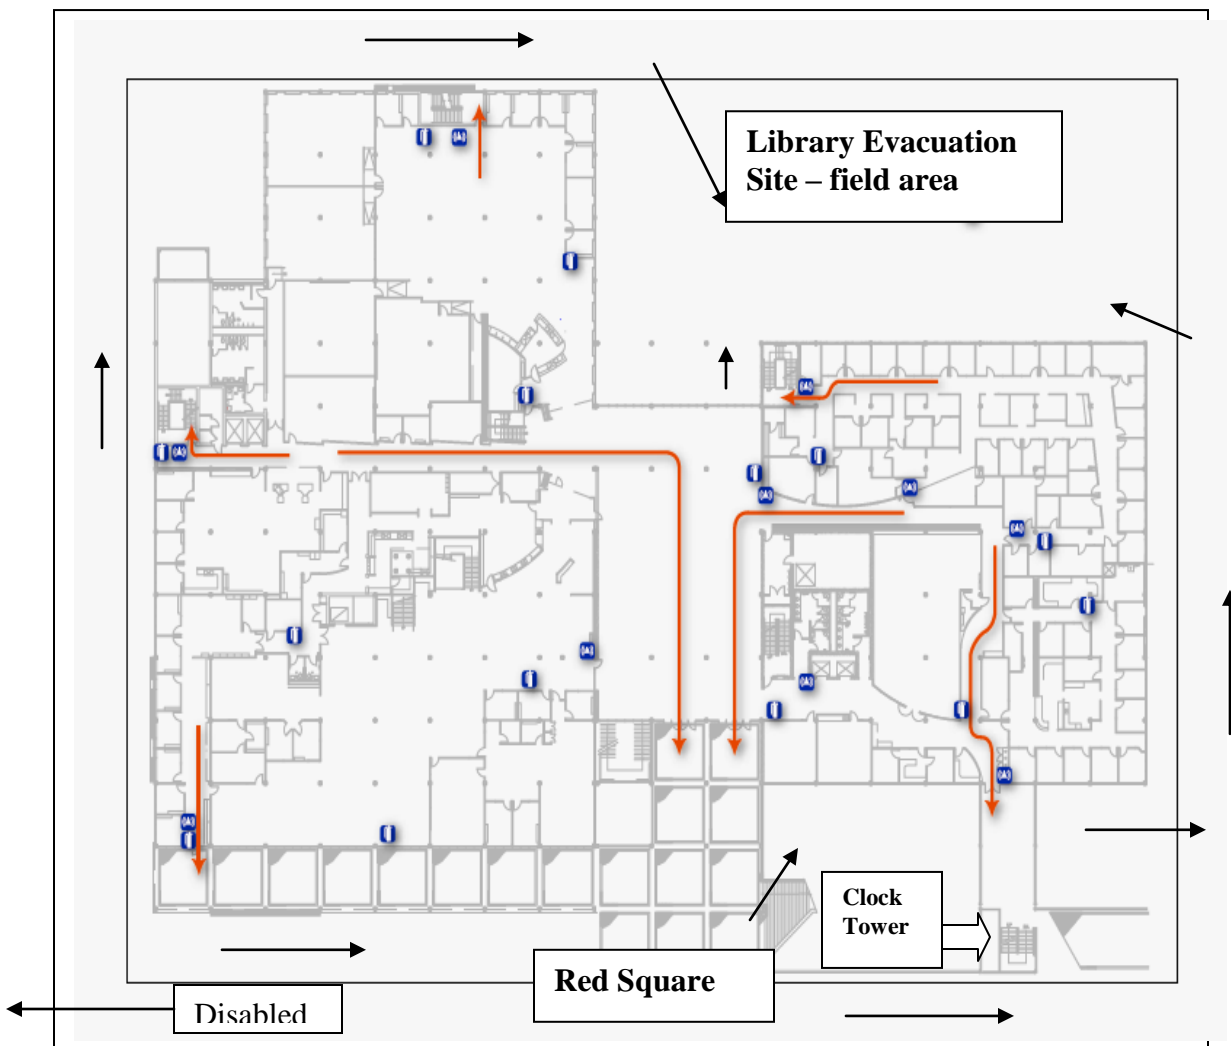 Library Evacuation
Site – field area
Clock
Tower
Red Square
Disabled